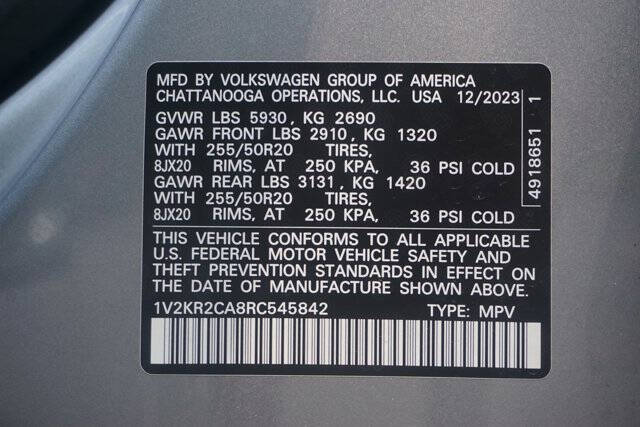 MFD BY VOLKSWAGEN GROUP OF AMERICA
CHATTANOOGA OPERATIONS, LLC. USA 12/2023
GVWR LBS 5930, KG 2690
GAWR FRONT LBS 2910, KG 1320
WITH 255/50R20 TIRES,
8JX20 RIMS, AT 250 KPA, 36 PSI COLD
GAWR REAR LBS 3131, KG 1420
WITH 255/50R20 TIRES,
8JX20 RIMS, AT 250 KPA, 36 PSI COLD
4918651 1
THIS VEHICLE CONFORMS TO ALL APPLICABLE
U.S. FEDERAL MOTOR VEHICLE SAFETY AND
THEFT PREVENTION STANDARDS IN EFFECT ON
THE DATE OF MANUFACTURE SHOWN ABOVE.
1V2KR2CA8RC545842 TYPE: MPV